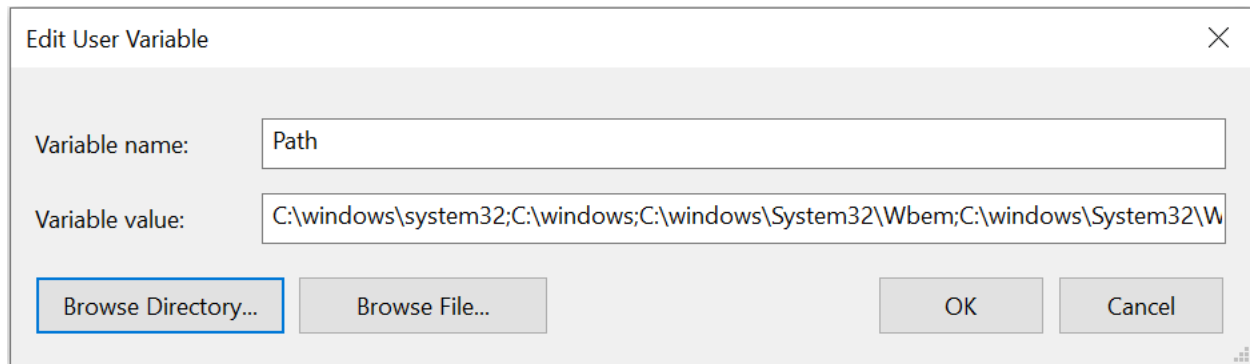 Edit User Variable
Variable name:
Path
Variable value:
C:\windows\system32;C:\windows;C:\windows\System32\Wbem;C:\windows\System32\W
Browse Directory...
Browse File...
OK
Cancel